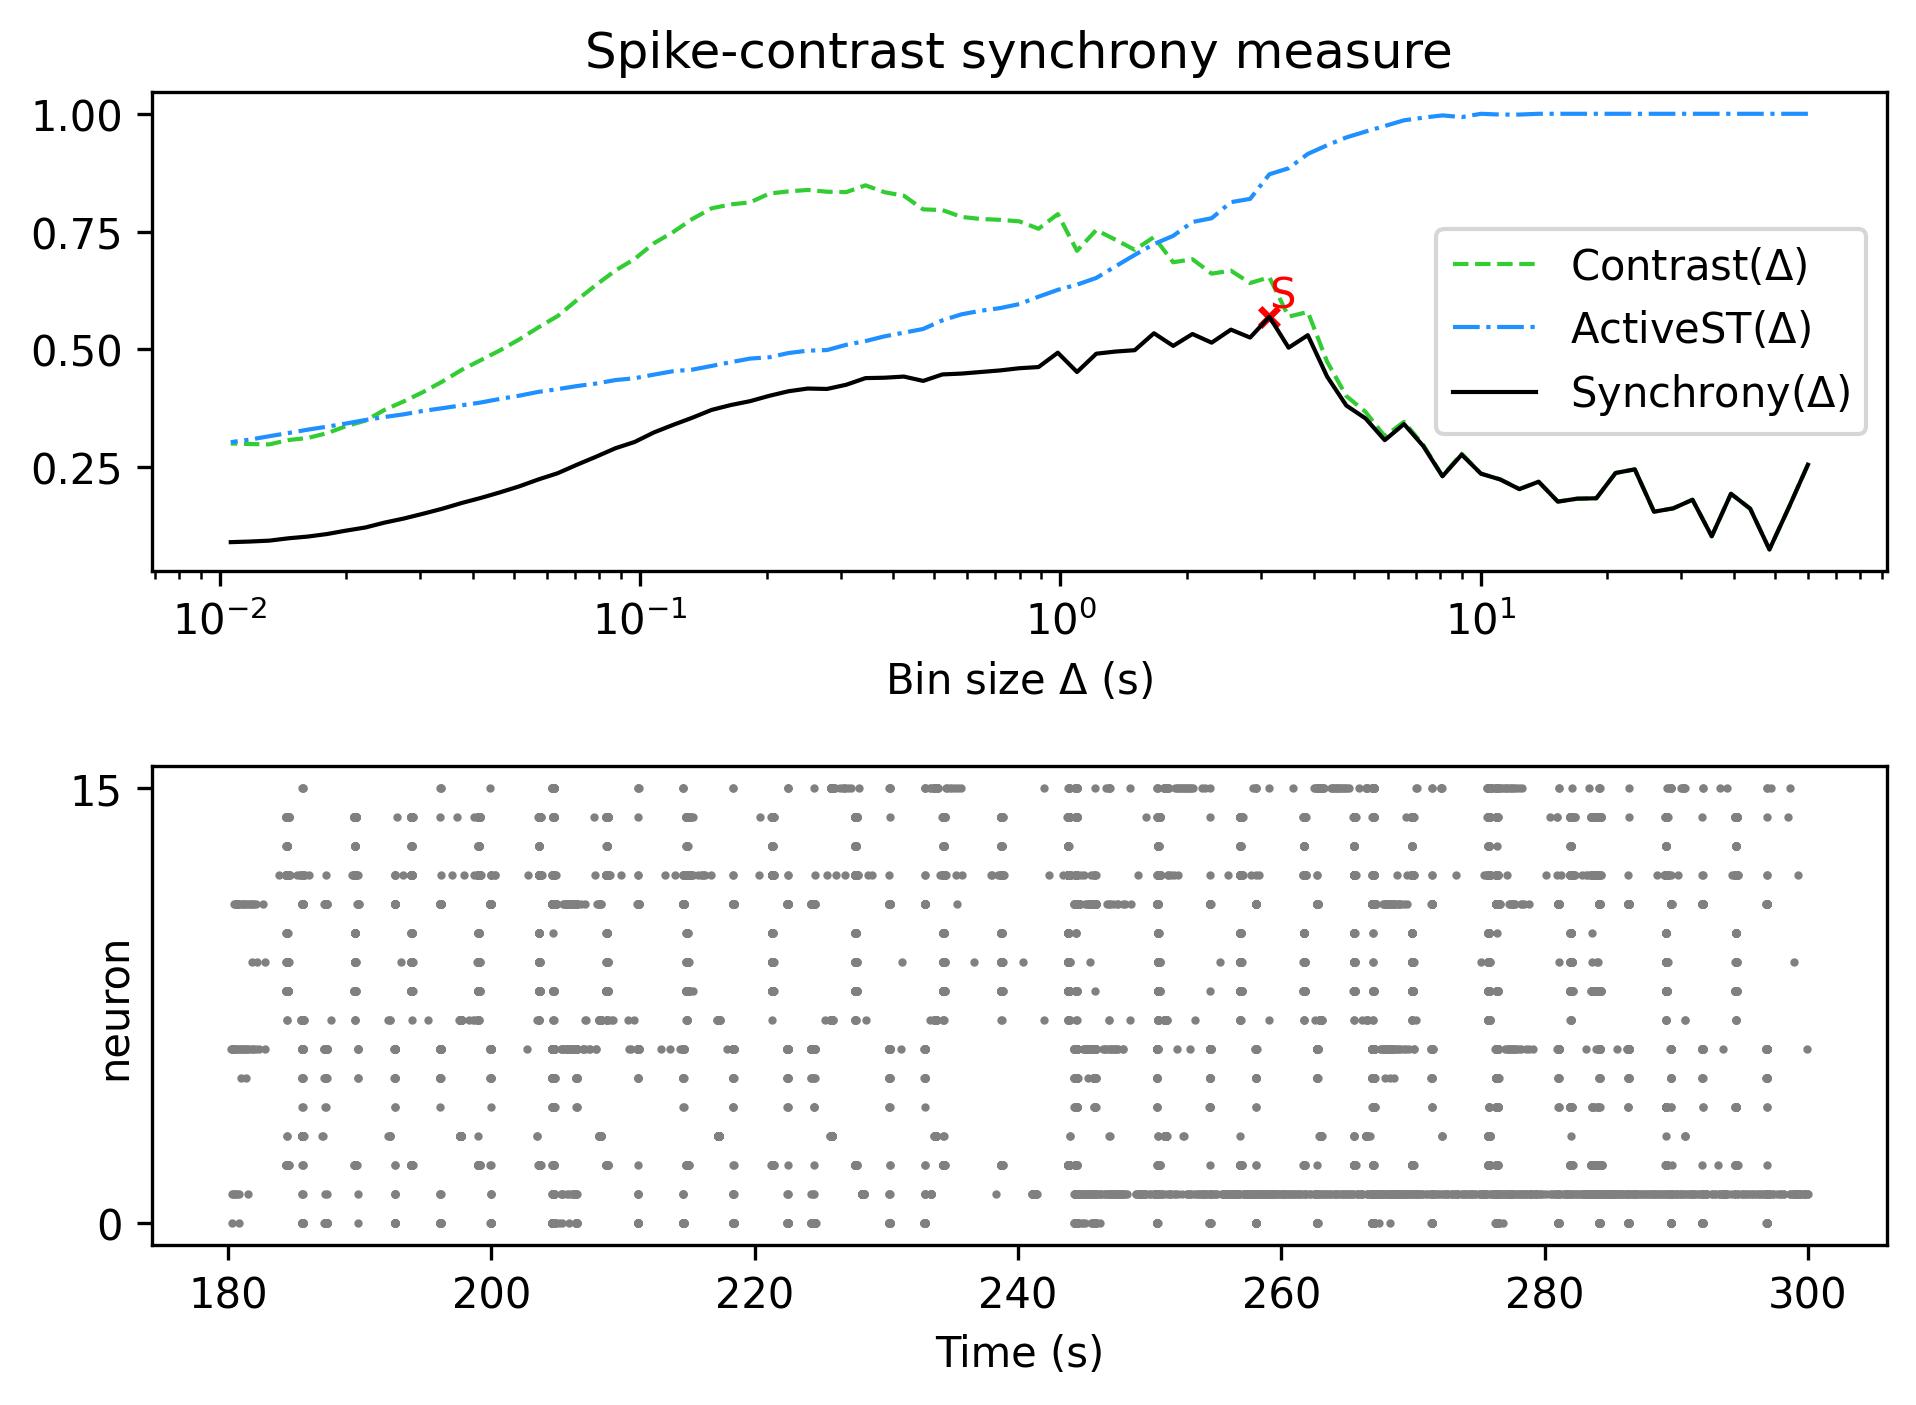 Spike-contrast synchrony measure
1.00
0.75
0.50
0.25
S
Contrast(Δ)
ActiveST(Δ)
Synchrony(Δ)
10⁻² 10⁻¹ 10⁰ 10¹
Bin size Δ (s)
15
neuron
0
180 200 220 240 260 280 300
Time (s)